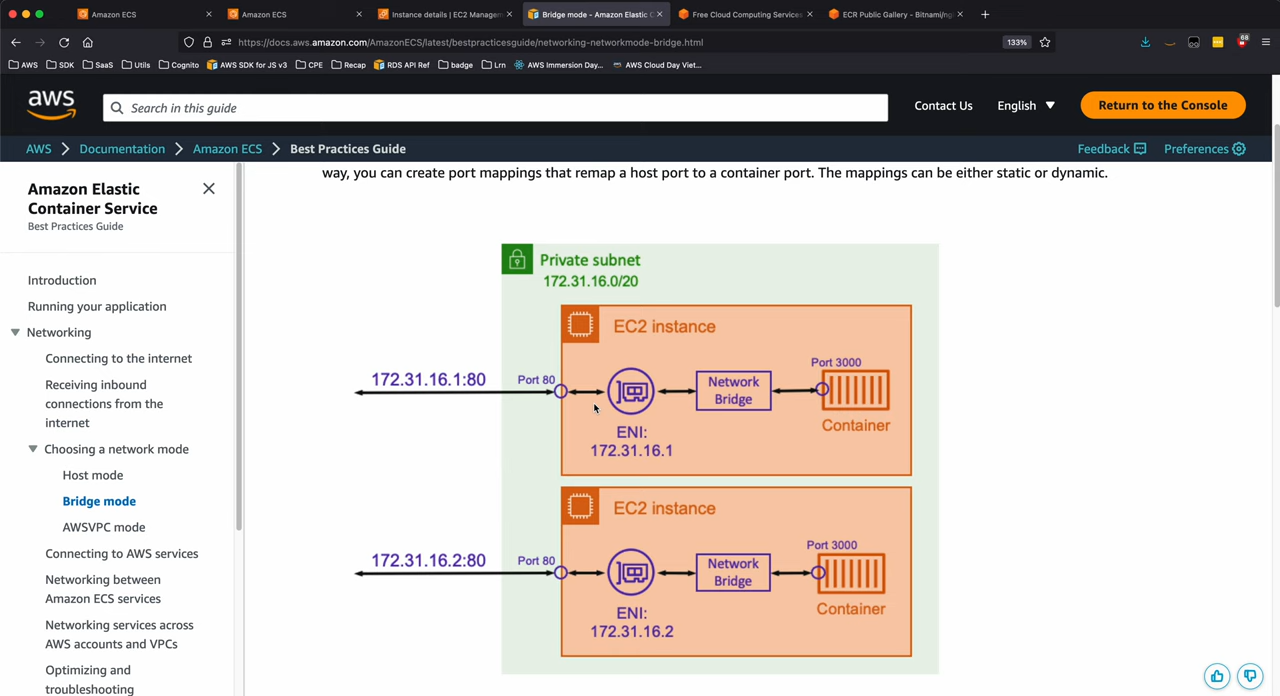 Amazon ECS
Amazon ECS
Instance details | EC2 Managem
Bridge mode - Amazon Elastic C
Free Cloud Computing Services
ECR Public Gallery - Bitnami/ng
https://docs.aws.amazon.com/AmazonECS/latest/bestpracticesguide/networking-networkmode-bridge.html
133%
88
AWS
SDK
SaaS
Utils
Cognito
AWS SDK for JS v3
CPE
Recap
RDS API Ref
badge
Lrn
AWS Immersion Day...
AWS Cloud Day Viet...
aws
Search in this guide
Contact Us
English
Return to the Console
AWS
Documentation
Amazon ECS
Best Practices Guide
Feedback
Preferences
Amazon Elastic
Container Service
Best Practices Guide
Introduction
Running your application
Networking
Connecting to the internet
Receiving inbound
connections from the
internet
Choosing a network mode
Host mode
Bridge mode
AWSVPC mode
Connecting to AWS services
Networking between
Amazon ECS services
Networking services across
AWS accounts and VPCs
Optimizing and
troubleshooting
way, you can create port mappings that remap a host port to a container port. The mappings can be either static or dynamic.
Private subnet
172.31.16.0/20
EC2 instance
172.31.16.1:80
Port 80
Network
Bridge
Port 3000
ENI:
172.31.16.1
Container
EC2 instance
172.31.16.2:80
Port 80
Network
Bridge
Port 3000
ENI:
172.31.16.2
Container